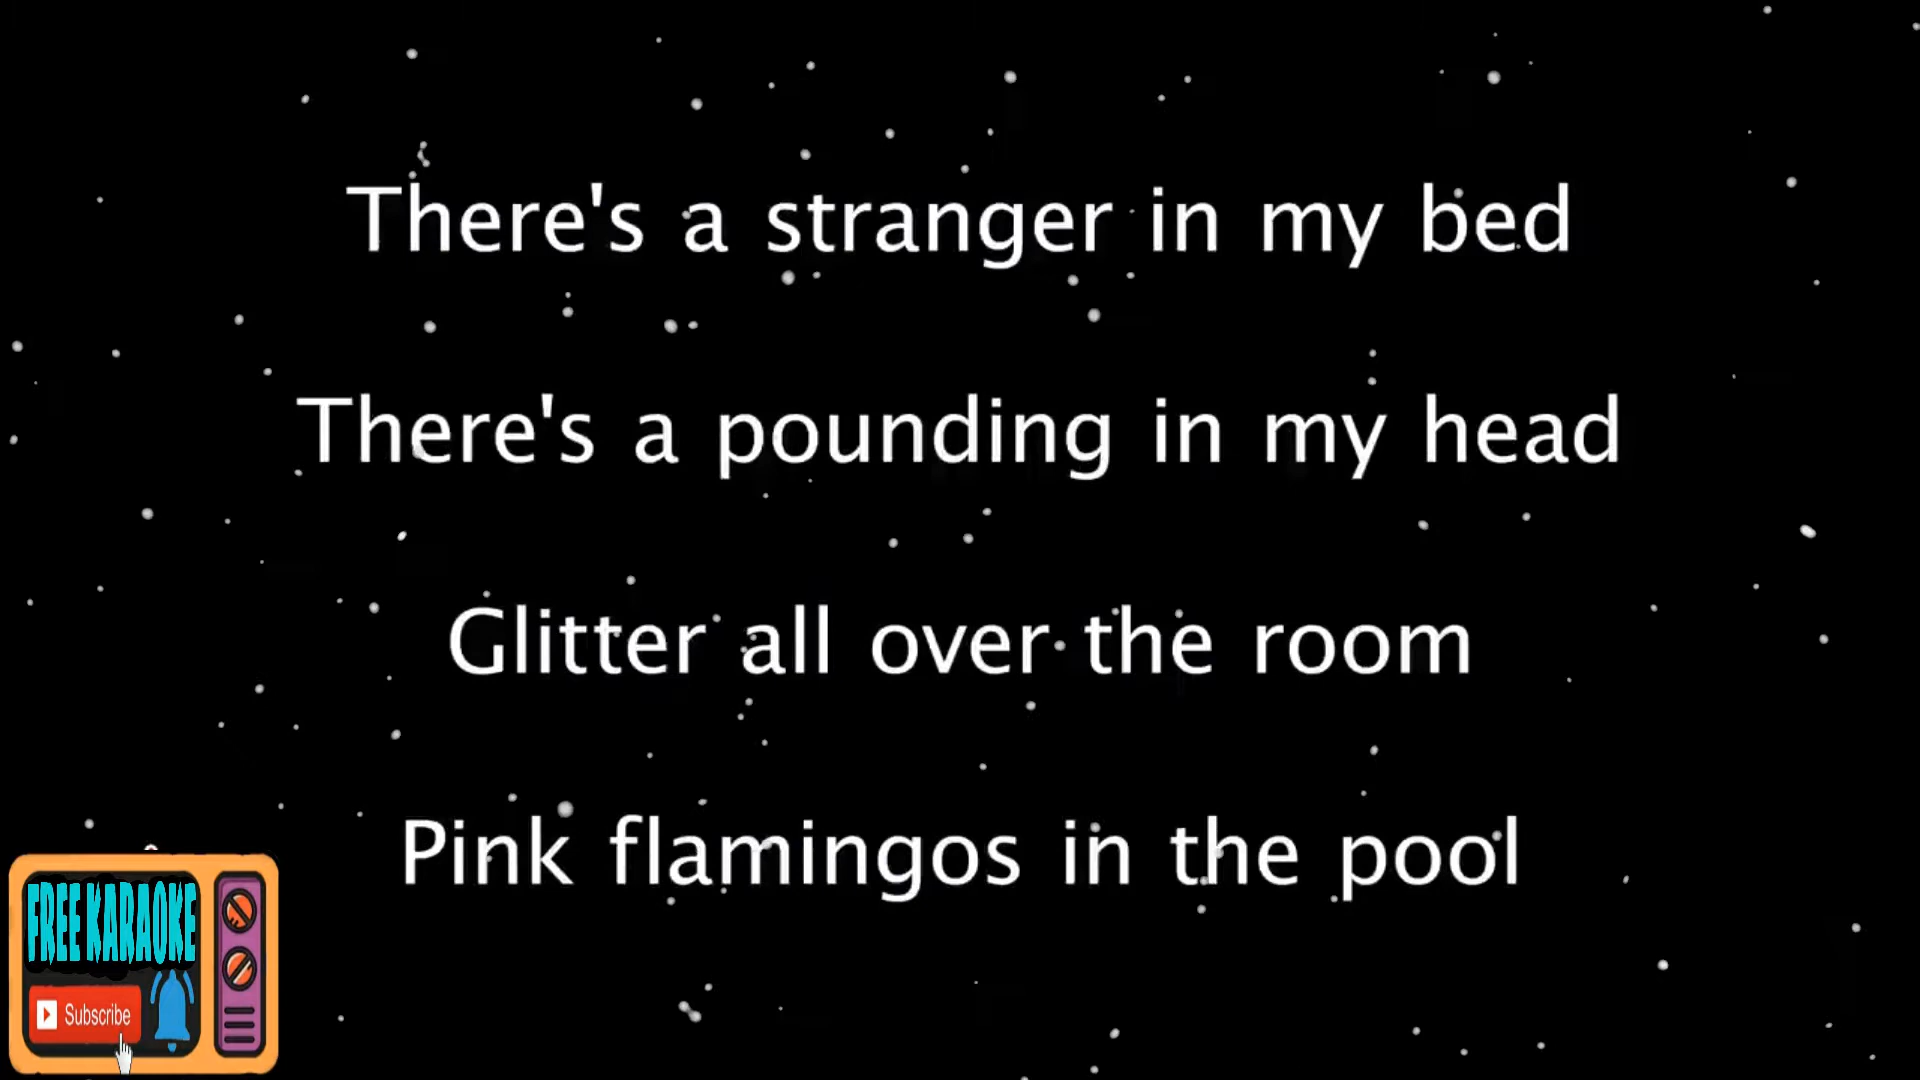 There's a stranger in my bed
There's a pounding in my head
Glitter all over the room
Pink flamingos in the pool
FREE KARAOKE
Subscribe